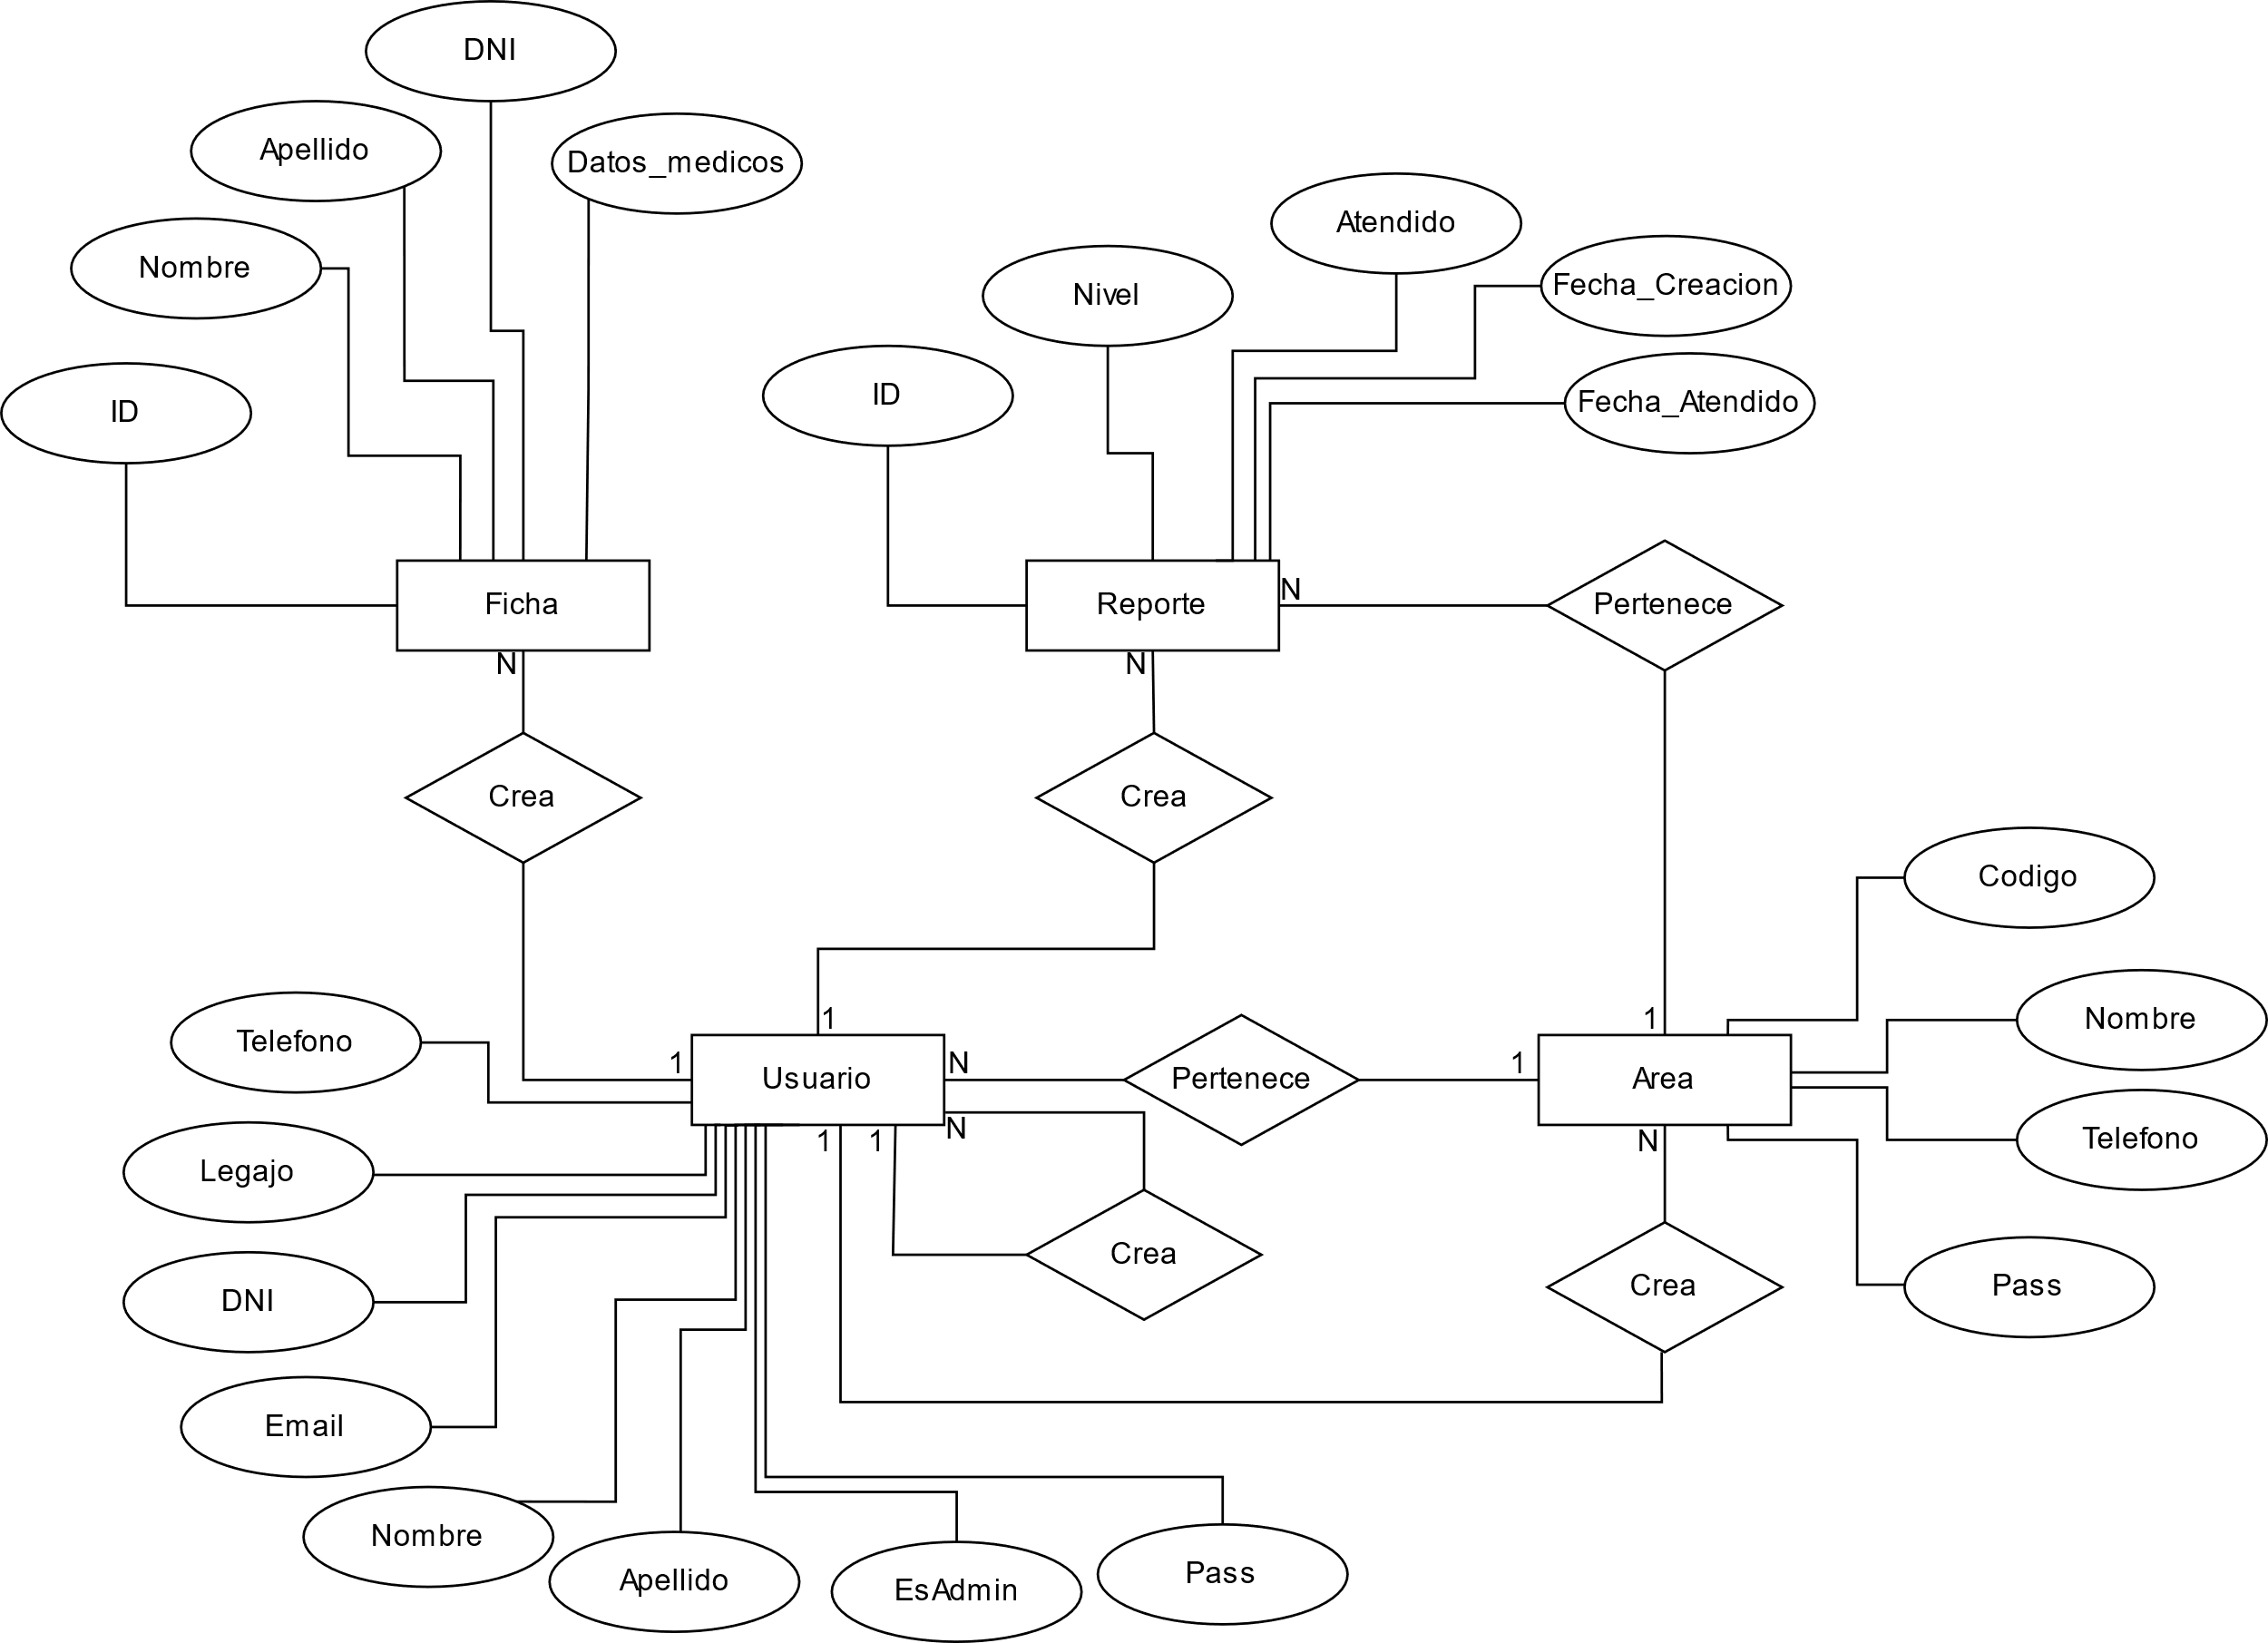 DNI
Apellido
Datos_medicos
Atendido
Nombre
Fecha_Creacion
Nivel
ID
ID
Fecha_Atendido
Ficha
Reporte
N
Pertenece
N
N
Crea
Crea
Codigo
1
1
Nombre
Telefono
1
Usuario
N
Pertenece
1
Area
N
Telefono
1
1
N
Legajo
Crea
Crea
Pass
DNI
Email
Nombre
Apellido
EsAdmin
Pass